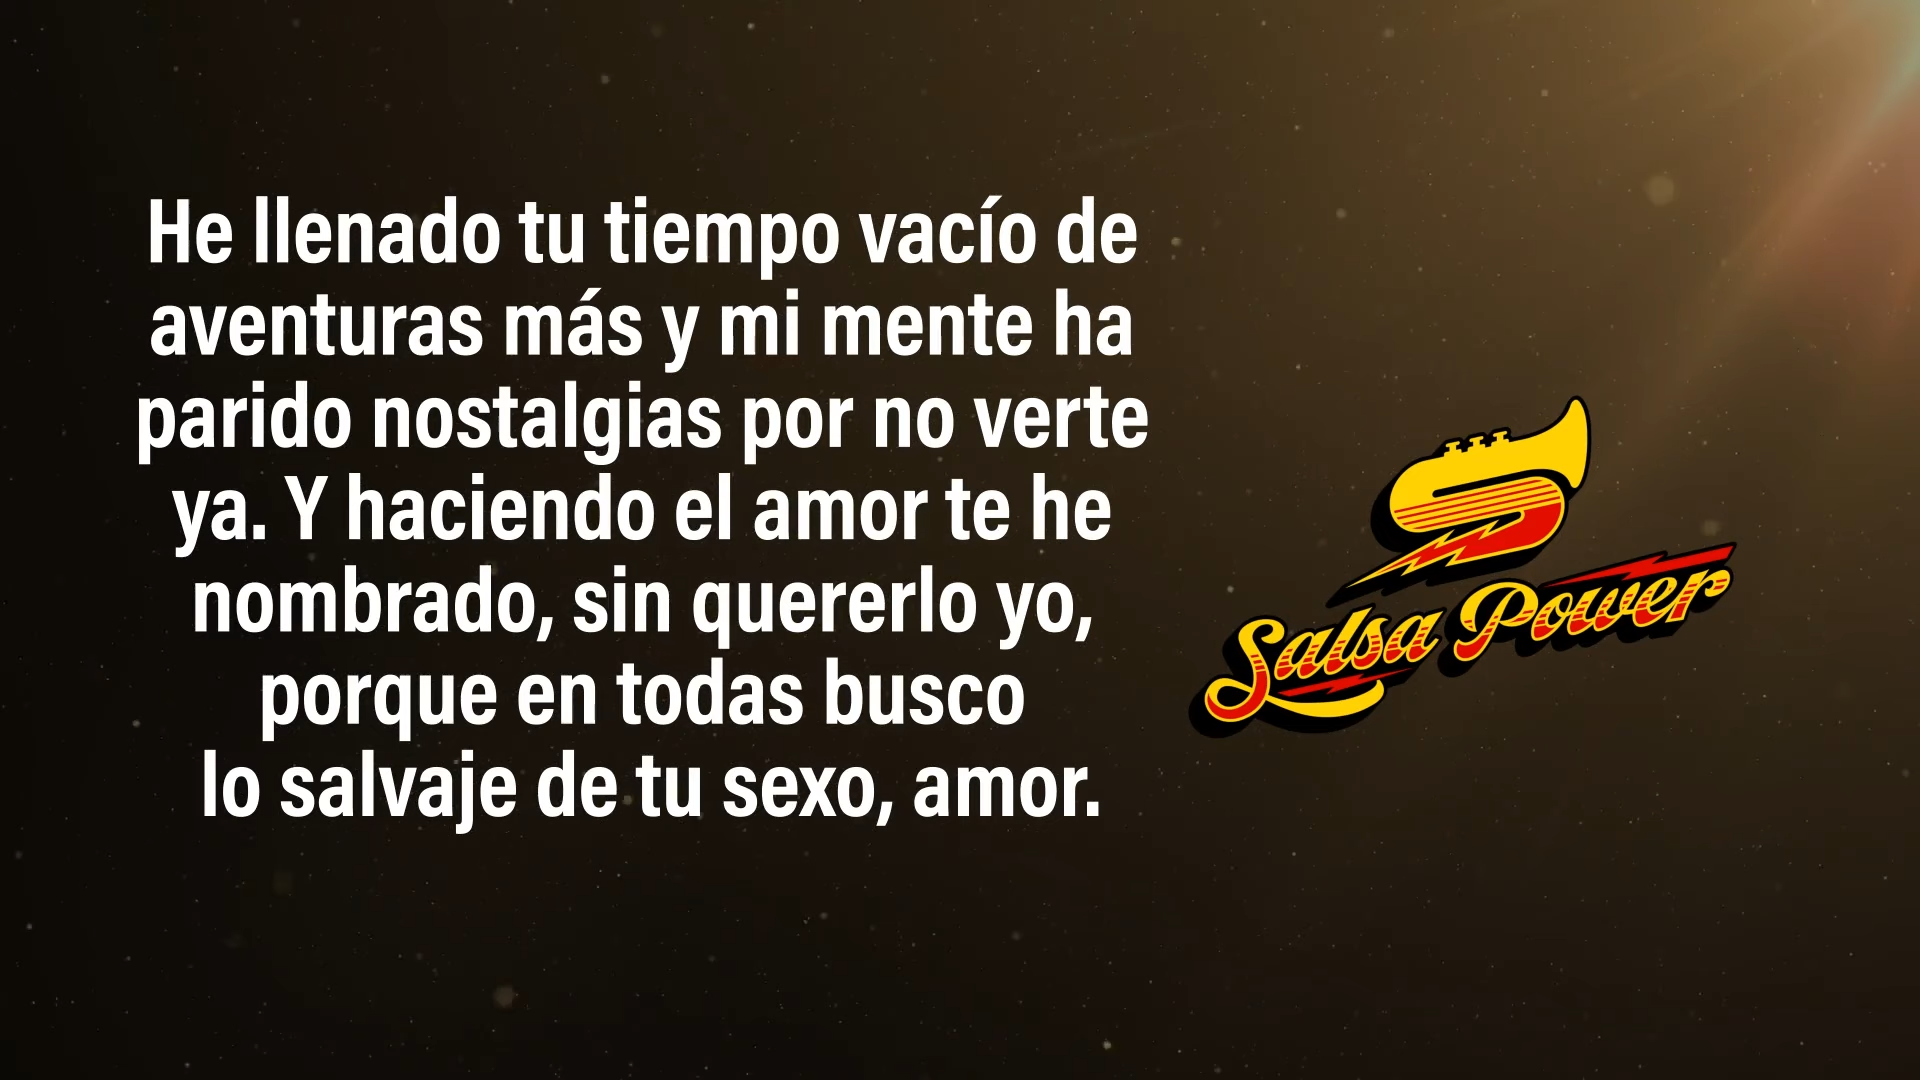 He llenado tu tiempo vacío de
aventuras más y mi mente ha
parido nostalgias por no verte
ya. Y haciendo el amor te he
nombrado, sin quererlo yo,
porque en todas busco
lo salvaje de tu sexo, amor.
Salsa Power